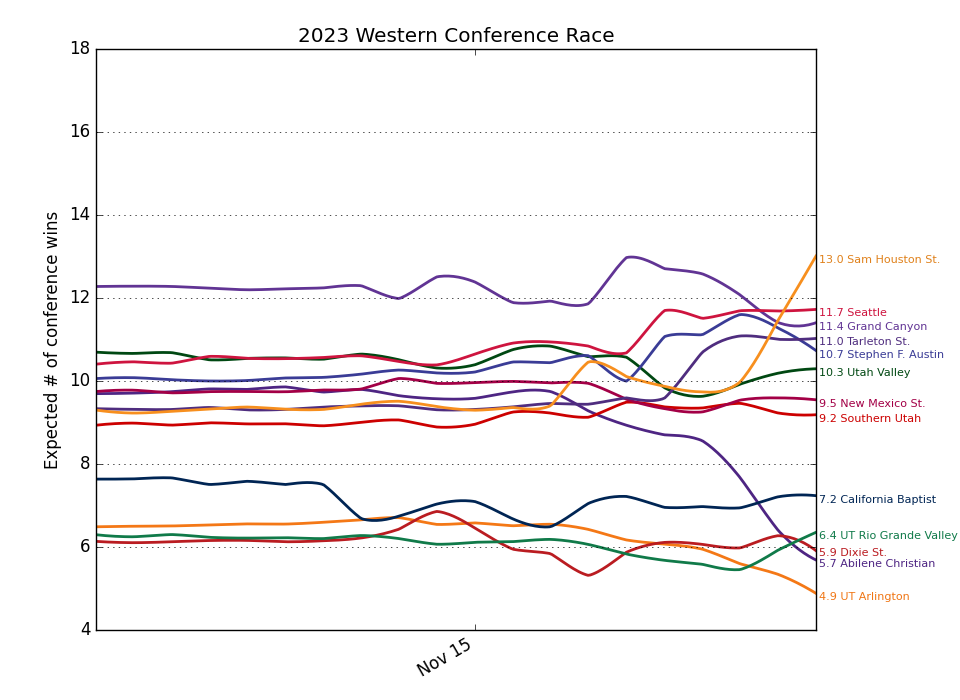 2023 Western Conference Race
Expected # of conference wins
18
16
14
12
10
8
6
4
Nov 15
13.0 Sam Houston St.
11.7 Seattle
11.4 Grand Canyon
11.0 Tarleton St.
10.7 Stephen F. Austin
10.3 Utah Valley
9.5 New Mexico St.
9.2 Southern Utah
7.2 California Baptist
6.4 UT Rio Grande Valley
5.9 Dixie St.
5.7 Abilene Christian
4.9 UT Arlington